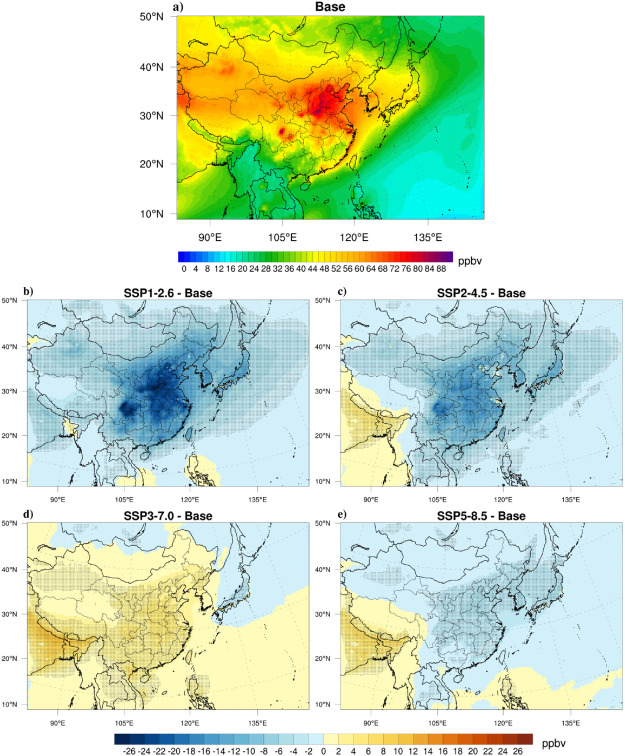 a) Base
50°N
40°N
30°N
20°N
10°N
90°E 105°E 120°E 135°E
0 4 8 12 16 20 24 28 32 36 40 44 48 52 56 60 64 68 72 76 80 84 88 ppbv
b) SSP1-2.6 - Base
50°N
40°N
30°N
20°N
10°N
90°E 105°E 120°E 135°E
c) SSP2-4.5 - Base
50°N
40°N
30°N
20°N
10°N
90°E 105°E 120°E 135°E
d) SSP3-7.0 - Base
50°N
40°N
30°N
20°N
10°N
90°E 105°E 120°E 135°E
e) SSP5-8.5 - Base
50°N
40°N
30°N
20°N
10°N
90°E 105°E 120°E 135°E
-26 -24 -22 -20 -18 -16 -14 -12 -10 -8 -6 -4 -2 0 2 4 6 8 10 12 14 16 18 20 22 24 26 ppbv